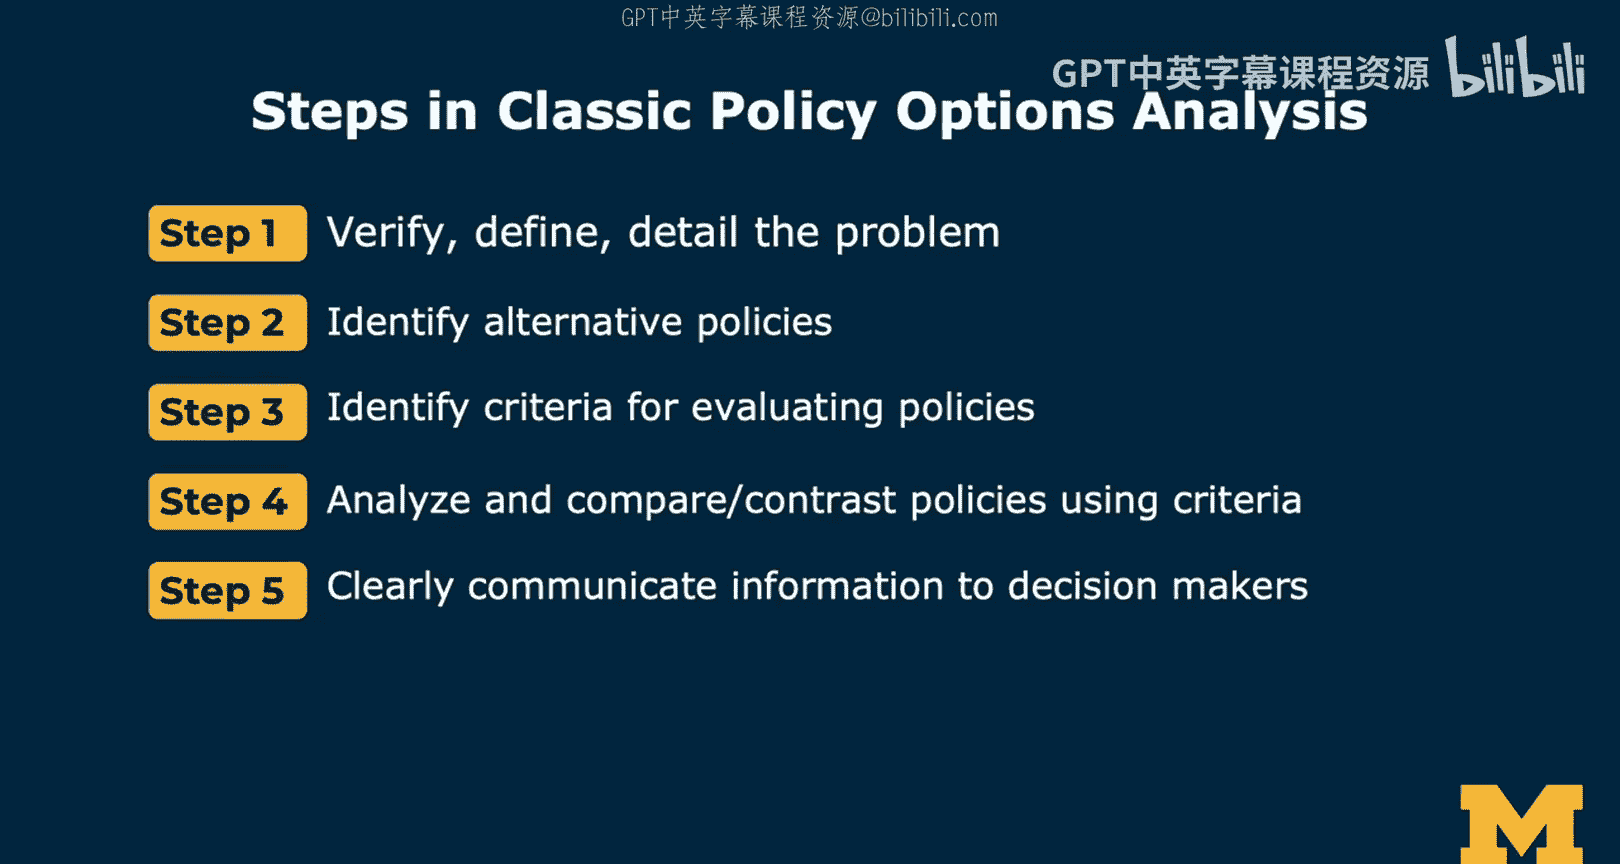 GPT中英字幕课程资源@bilibili.com
GPT中英字幕课程资源 bilibili
Steps in Classic Policy Options Analysis
Step 1 Verify, define, detail the problem
Step 2 Identify alternative policies
Step 3 Identify criteria for evaluating policies
Step 4 Analyze and compare/contrast policies using criteria
Step 5 Clearly communicate information to decision makers
M